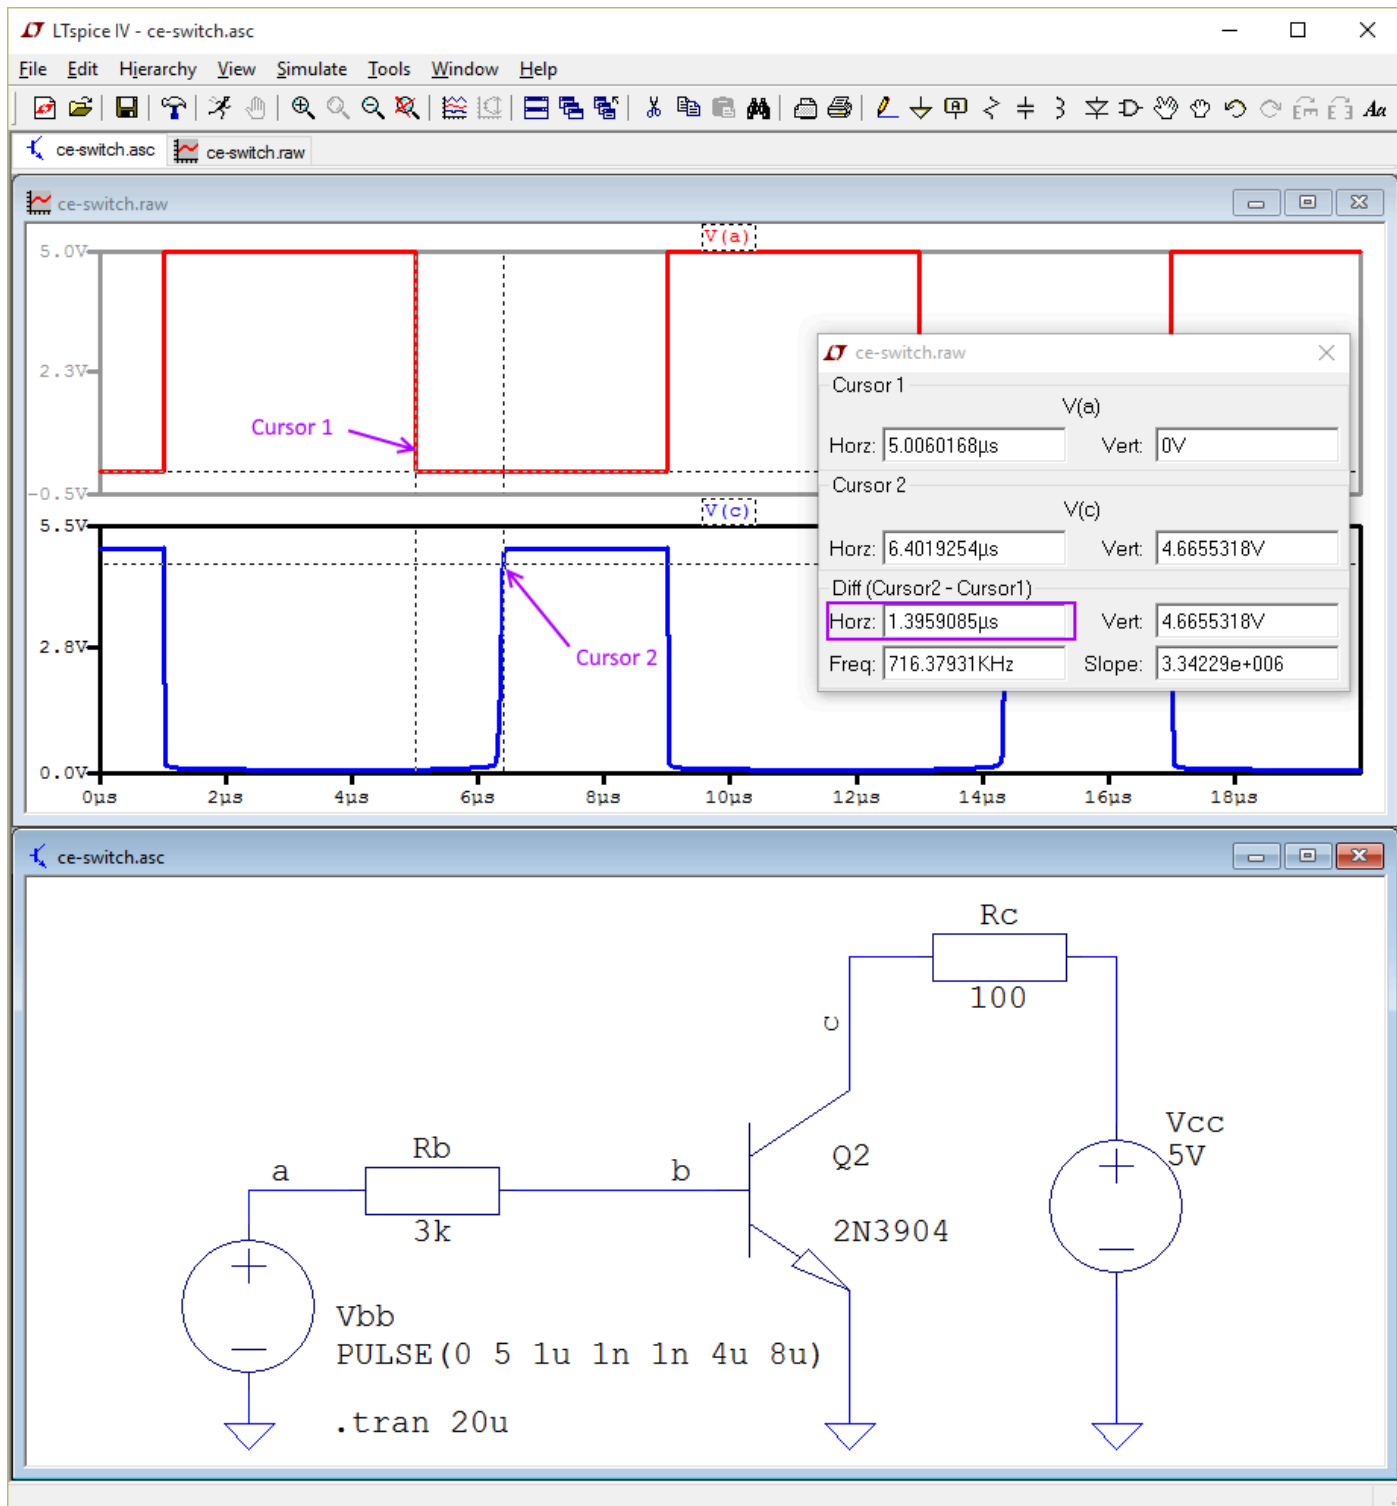 LTspice IV - ce-switch.asc
File Edit Hierarchy View Simulate Tools Window Help
ce-switch.asc ce-switch.raw
ce-switch.raw
V(a)
5.0V
2.3V
-0.5V
Cursor 1
V(c)
5.5V
2.8V
0.0V
Cursor 2
0µs 2µs 4µs 6µs 8µs 10µs 12µs 14µs 16µs 18µs
ce-switch.raw
Cursor 1
V(a)
Horz: 5.0060168µs Vert: 0V
Cursor 2
V(c)
Horz: 6.4019254µs Vert: 4.6655318V
Diff (Cursor2 - Cursor1)
Horz: 1.3959085µs Vert: 4.6655318V
Freq: 716.37931KHz Slope: 3.34229e+006
ce-switch.asc
Rc
100
c
Vcc
5V
Rb
a
b
3k
Q2
2N3904
Vbb
PULSE(0 5 1u 1n 1n 4u 8u)
.tran 20u